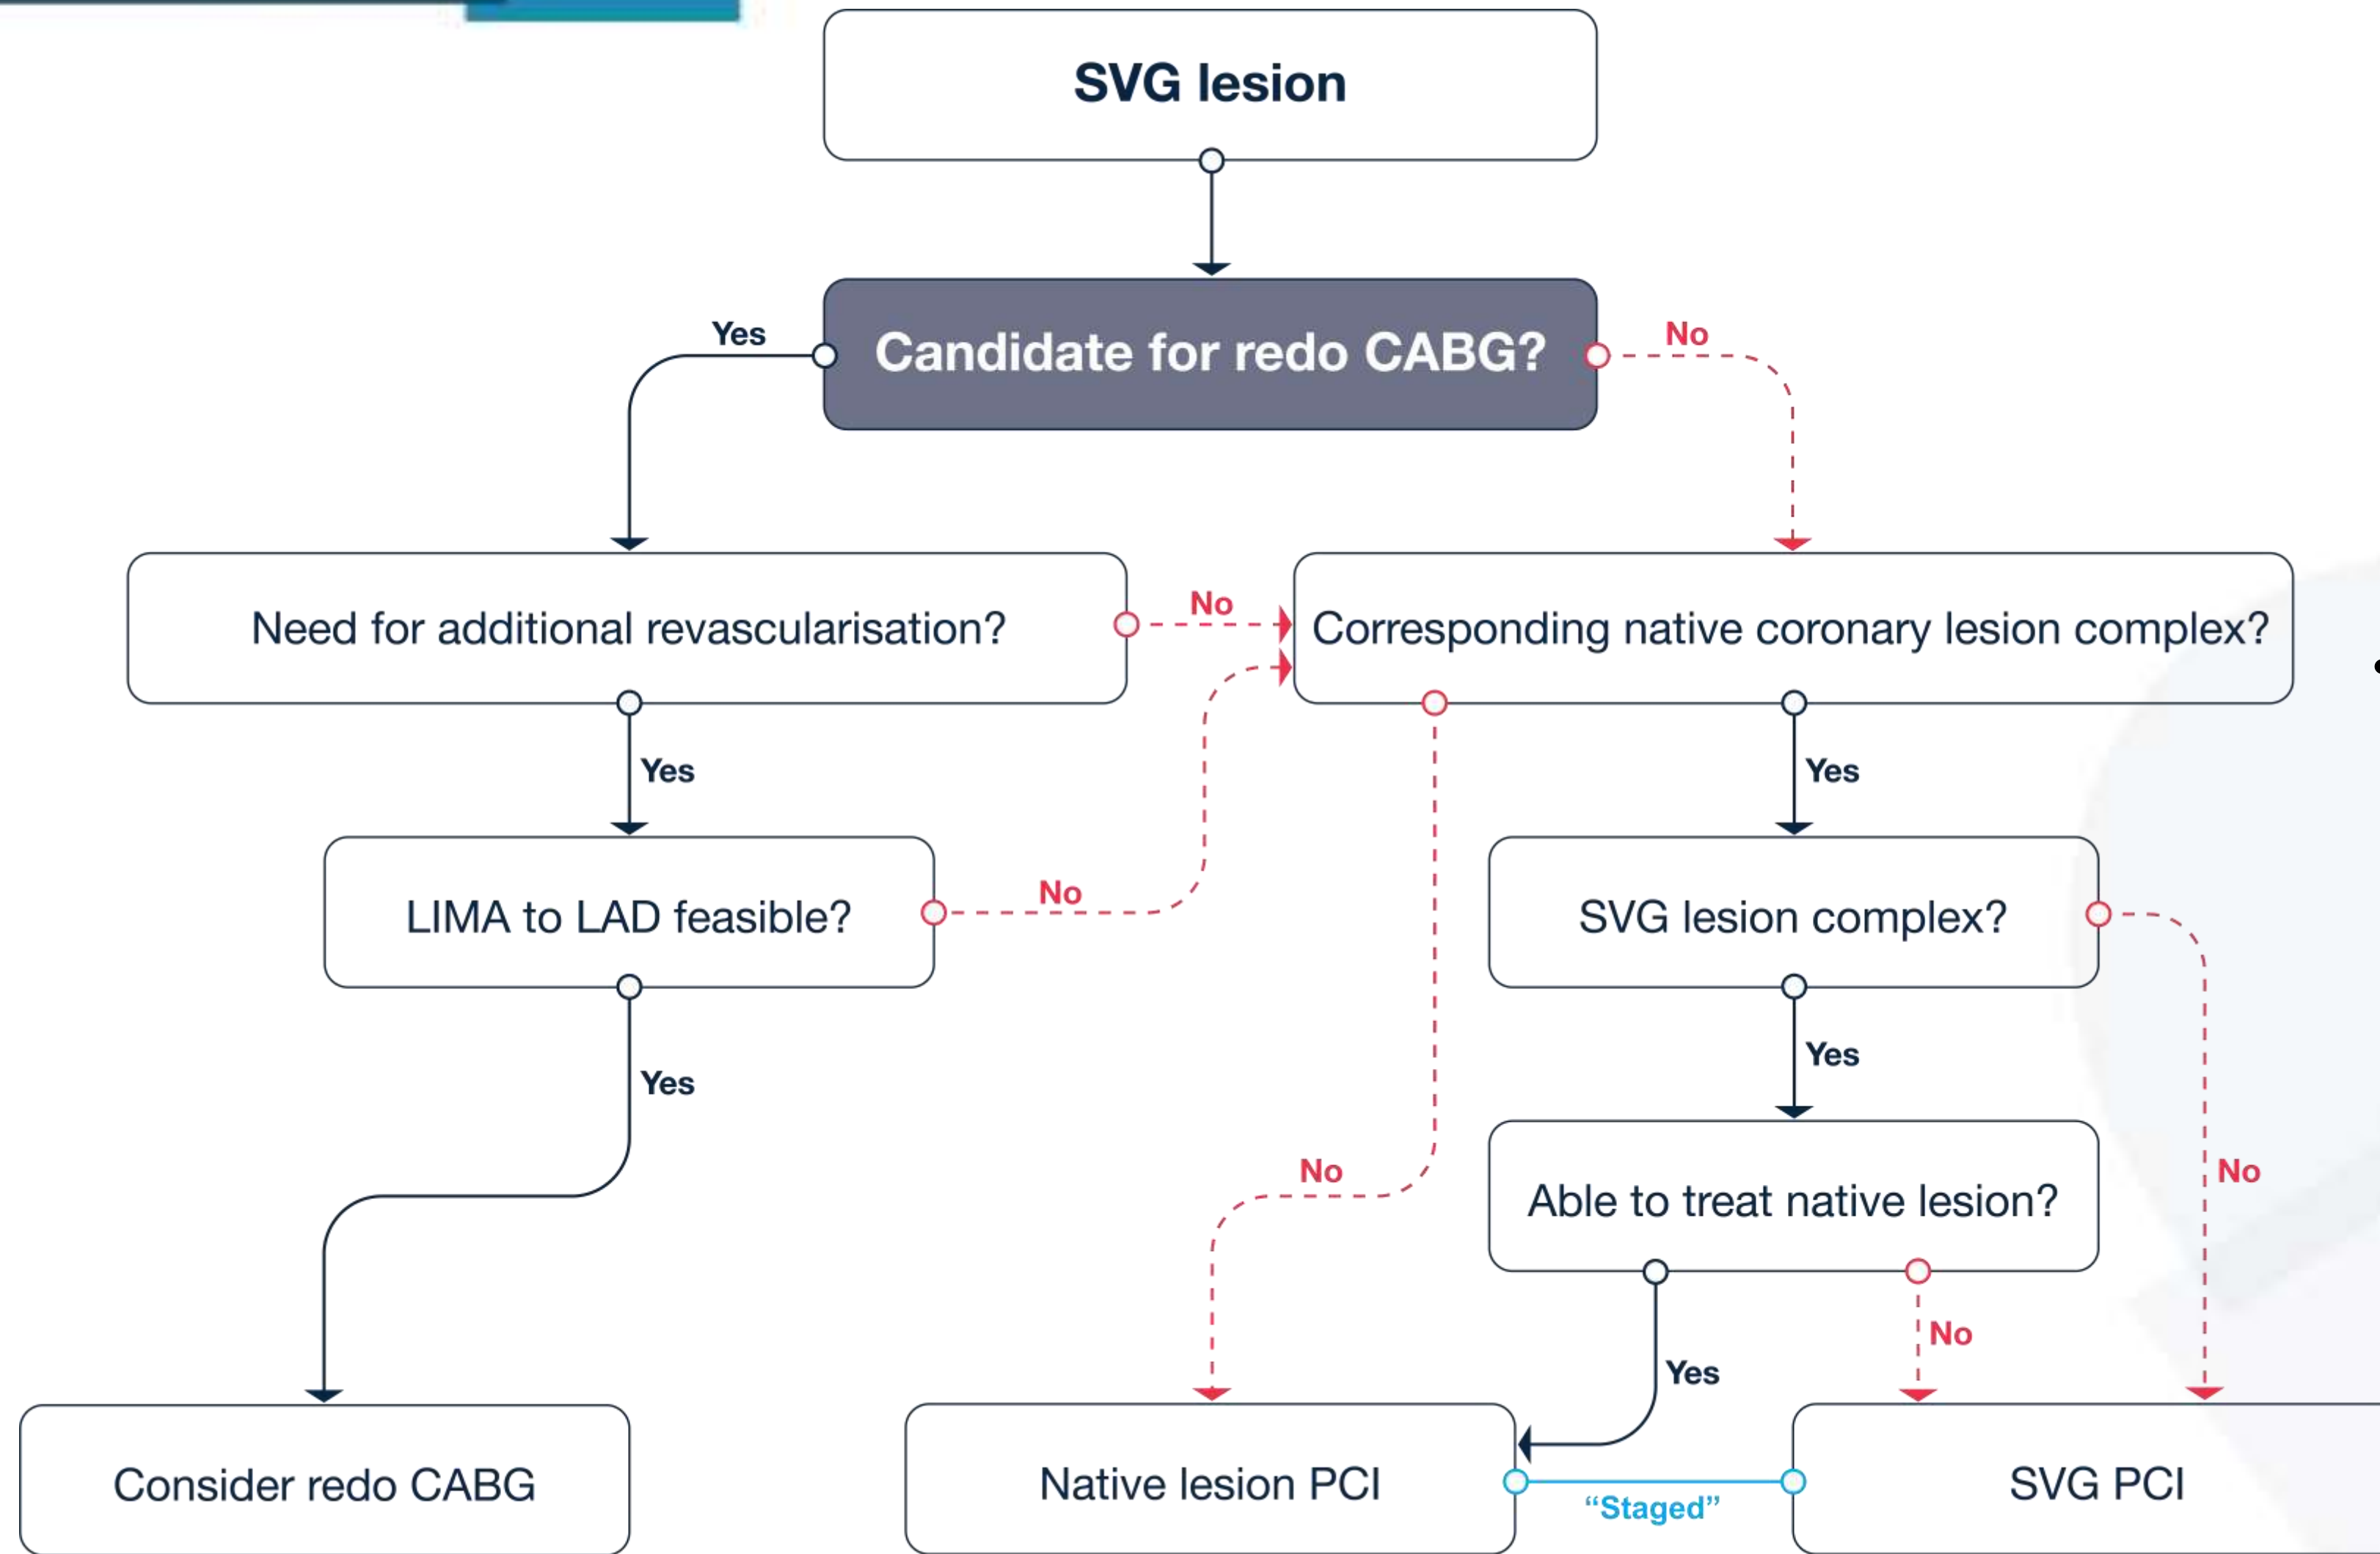 SVG lesion
Candidate for redo CABG?
Yes
No
Need for additional revascularisation?
No
Corresponding native coronary lesion complex?
Yes
Yes
LIMA to LAD feasible?
No
SVG lesion complex?
Yes
Yes
No
No
Able to treat native lesion?
No
Yes
Consider redo CABG
Native lesion PCI
“Staged”
SVG PCI